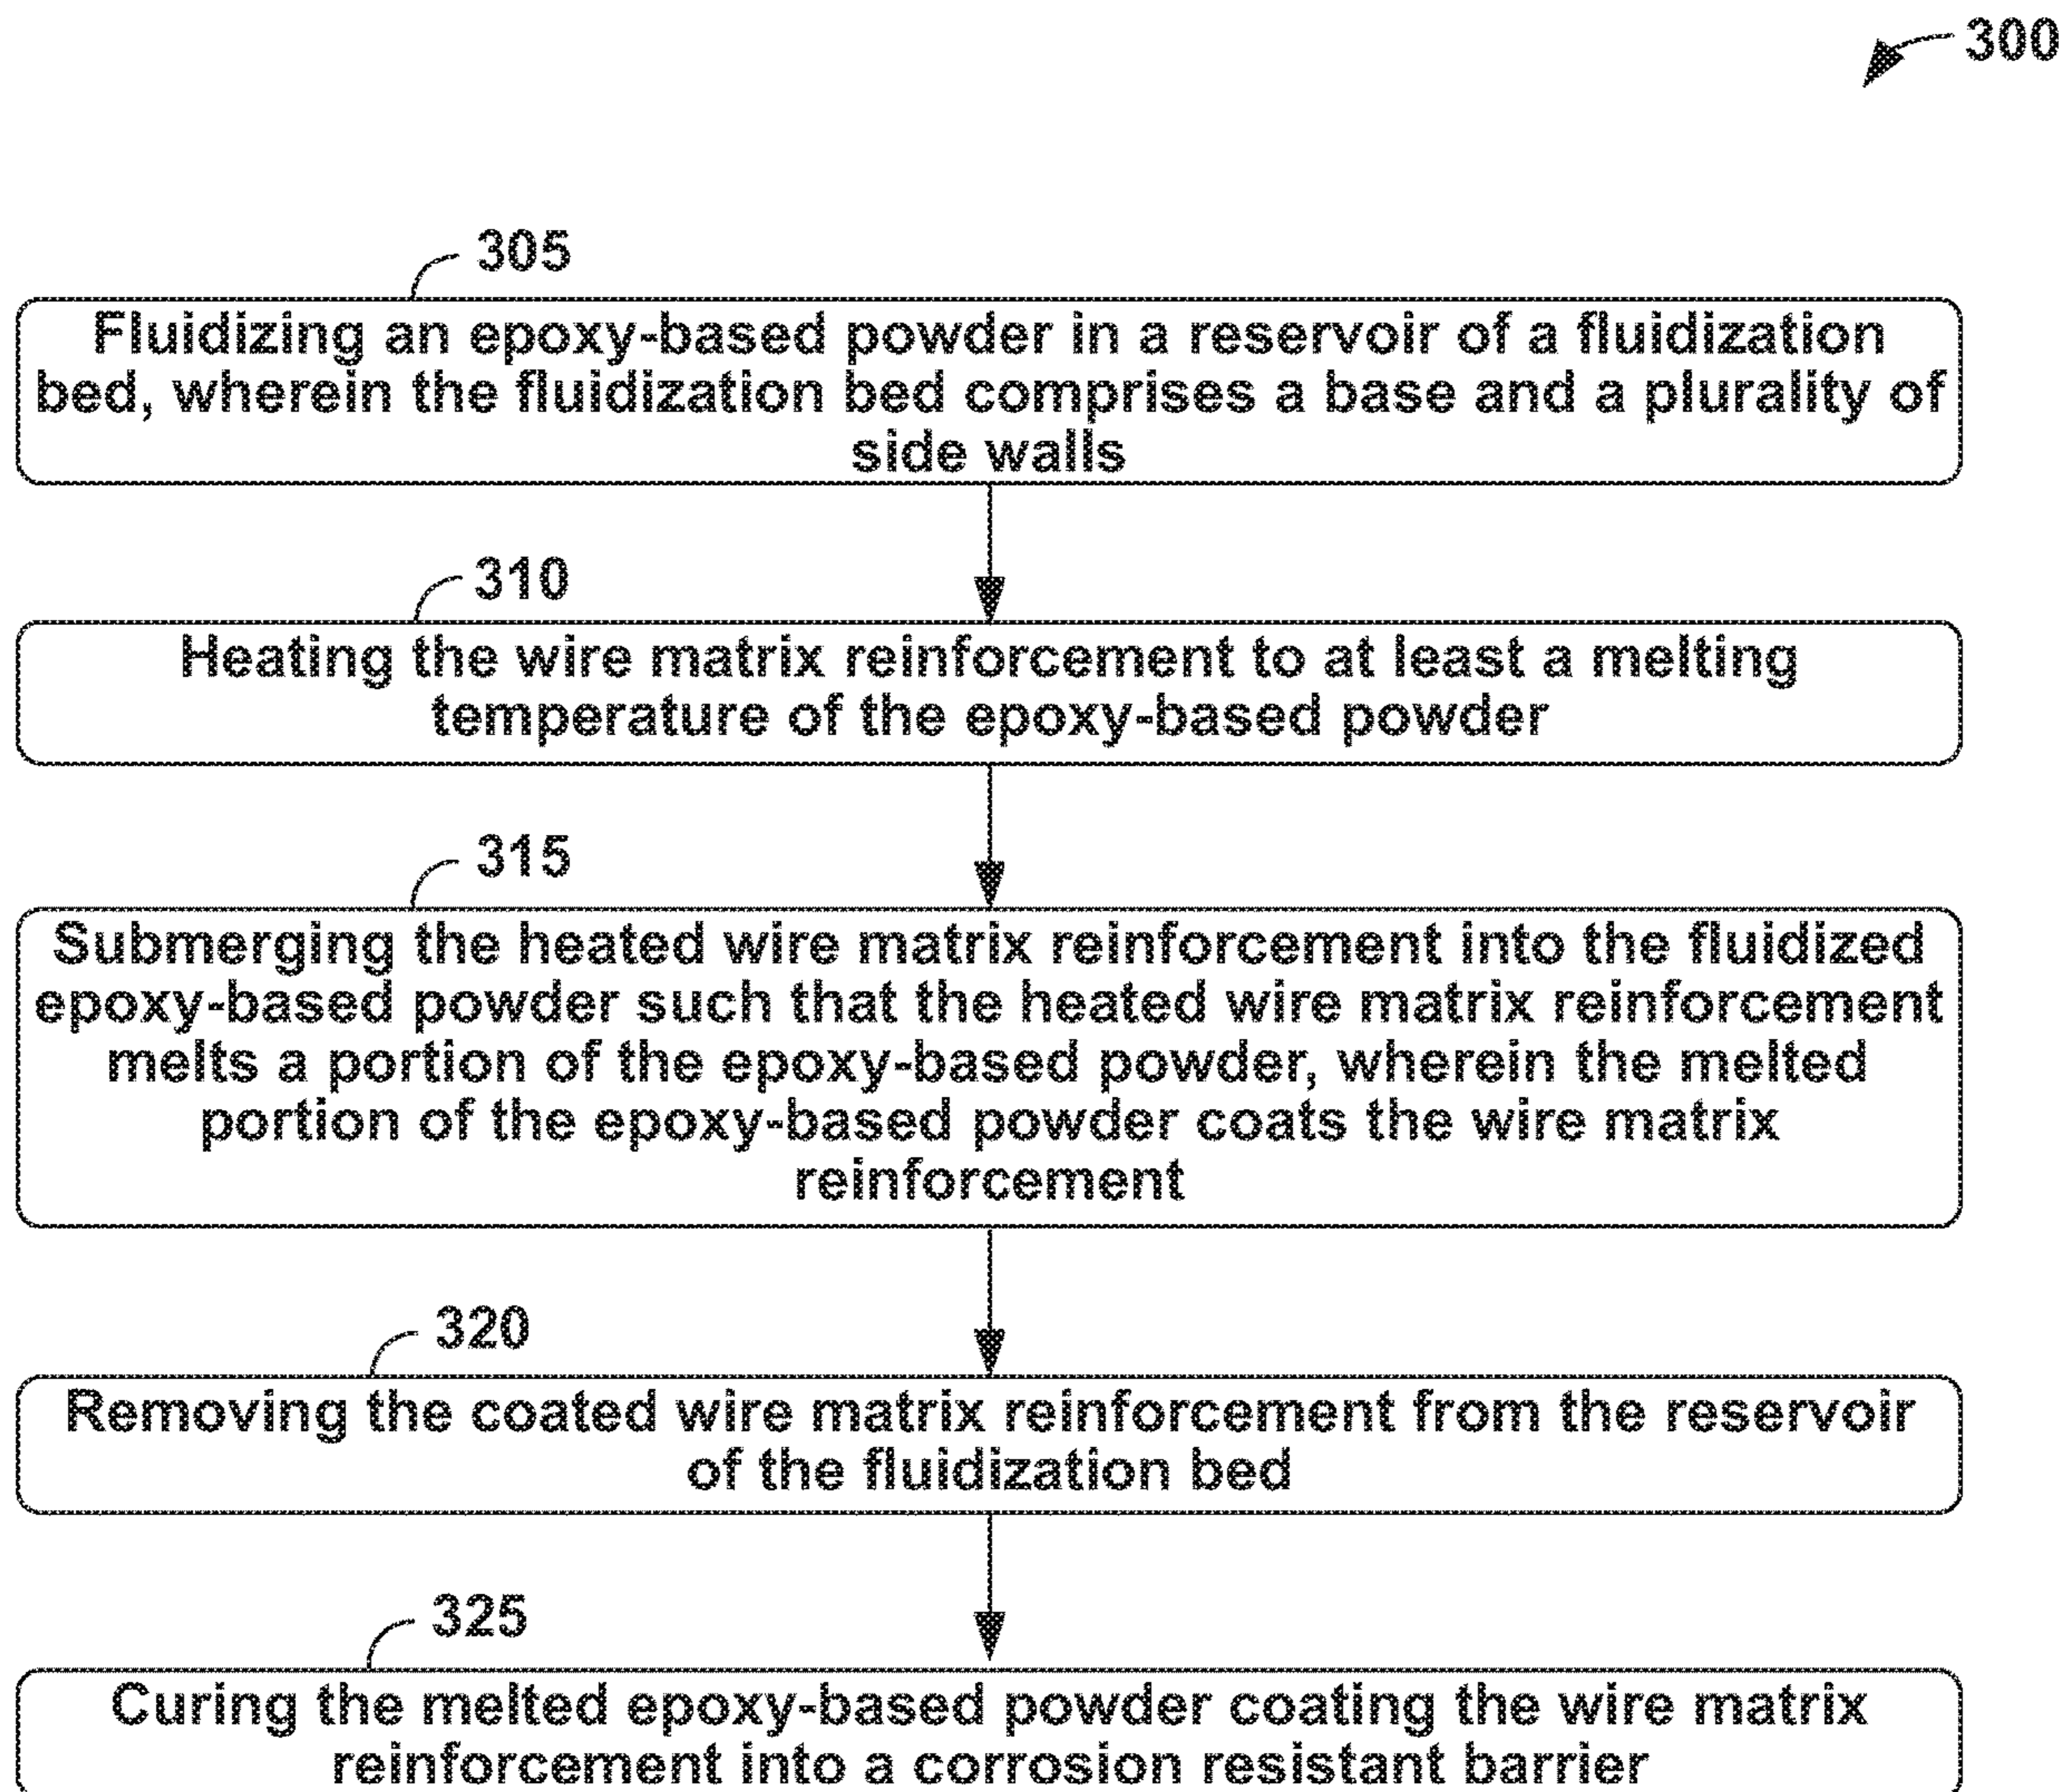 300
305
Fluidizing an epoxy-based powder in a reservoir of a fluidization
bed, wherein the fluidization bed comprises a base and a plurality of
side walls
310
Heating the wire matrix reinforcement to at least a melting
temperature of the epoxy-based powder
315
Submerging the heated wire matrix reinforcement into the fluidized
epoxy-based powder such that the heated wire matrix reinforcement
melts a portion of the epoxy-based powder, wherein the melted
portion of the epoxy-based powder coats the wire matrix
reinforcement
320
Removing the coated wire matrix reinforcement from the reservoir
of the fluidization bed
325
Curing the melted epoxy-based powder coating the wire matrix
reinforcement into a corrosion resistant barrier